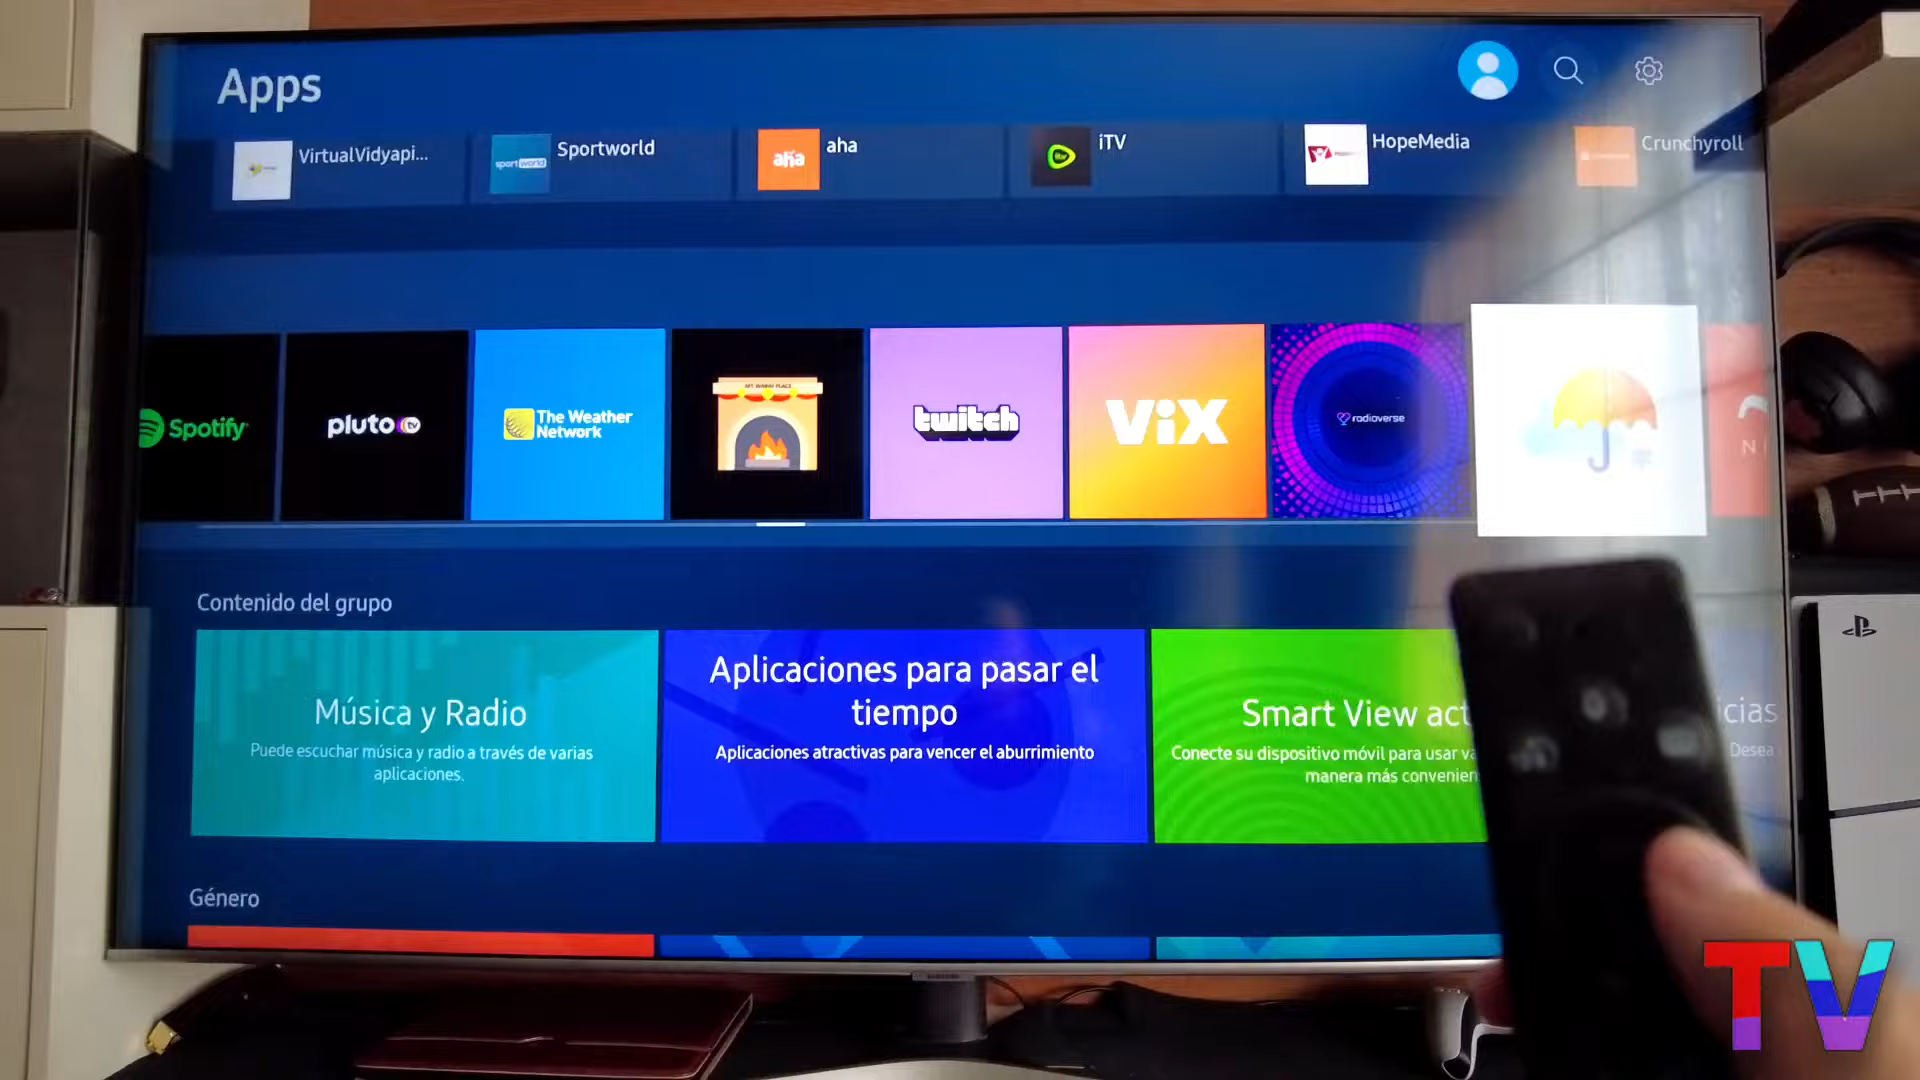 Apps
VirtualVidyapi...
Sportworld
aha
iTV
HopeMedia
Crunchyroll
sportworld
aha
Spotify
pluto tv
The Weather
Network
twitch
ViX
radioverse
Contenido del grupo
Música y Radio
Puede escuchar música y radio a través de varias
aplicaciones.
Aplicaciones para pasar el
tiempo
Aplicaciones atractivas para vencer el aburrimiento
Smart View act
Conecte su dispositivo móvil para usar va
manera más convenien
icias
Desea
Género
SAMSUNG
TV